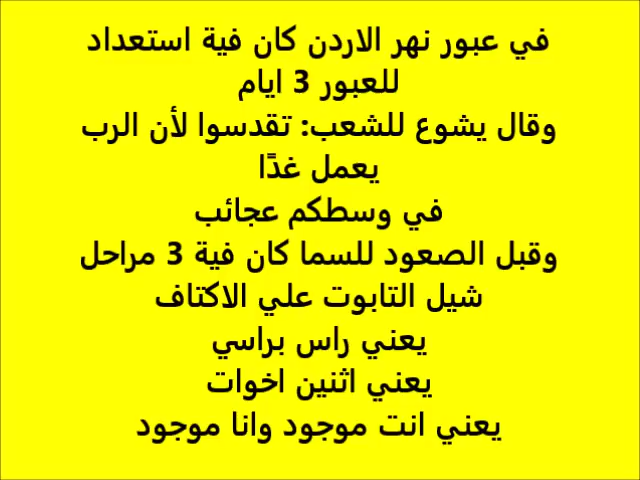 في عبور نهر الاردن كان فية استعداد
للعبور 3 ايام
وقال يشوع للشعب: تقدسوا لأن الرب
يعمل غدًا
في وسطكم عجائب
وقبل الصعود للسما كان فية 3 مراحل
شيل التابوت علي الاكتاف
يعني راس براسي
يعني اثنين اخوات
يعني انت موجود وانا موجود